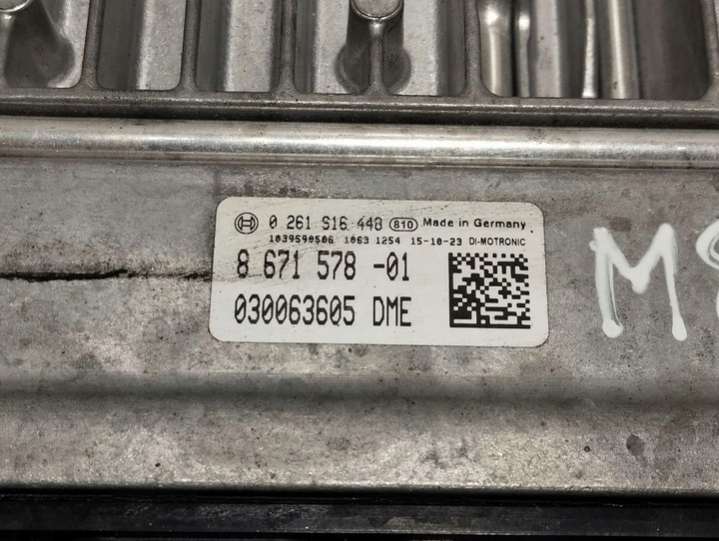 0 261 S16 448 810 Made in Germany
1039S90506 1063 1254 15-10-23 DI-MOTRONIC
8 671 578 -01
030063605 DME